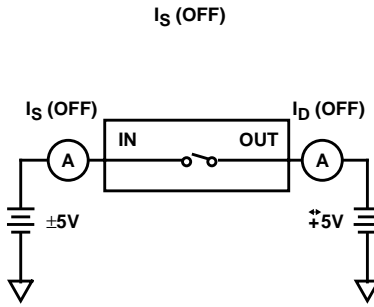 IS (OFF)
IS (OFF) ID (OFF)
IN OUT
A A
±5V ∓5V